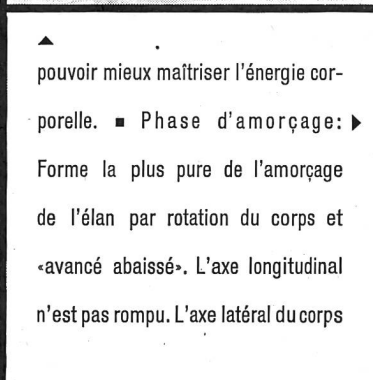 ▲
pouvoir mieux maîtriser l'énergie cor-
porelle. ■ Phase d'amorçage: ▶
Forme la plus pure de l'amorçage
de l'élan par rotation du corps et
«avancé abaissé». L'axe longitudinal
n'est pas rompu. L'axe latéral du corps